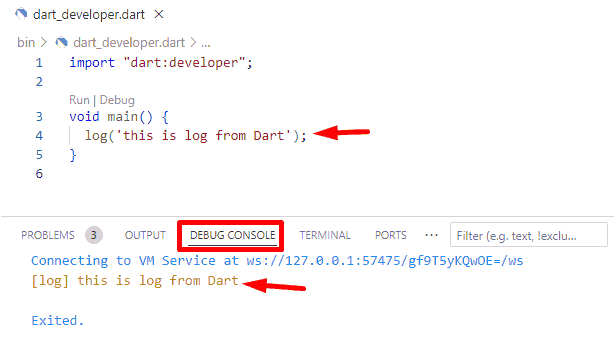 dart_developer.dart ×
bin > dart_developer.dart > ...
1 import "dart:developer";
2
Run | Debug
3 void main() {
4 log('this is log from Dart');
5 }
6
PROBLEMS 3 OUTPUT DEBUG CONSOLE TERMINAL PORTS ... Filter (e.g. text, !exclu...
Connecting to VM Service at ws://127.0.0.1:57475/gf9T5yKQwOE=/ws
[log] this is log from Dart
Exited.